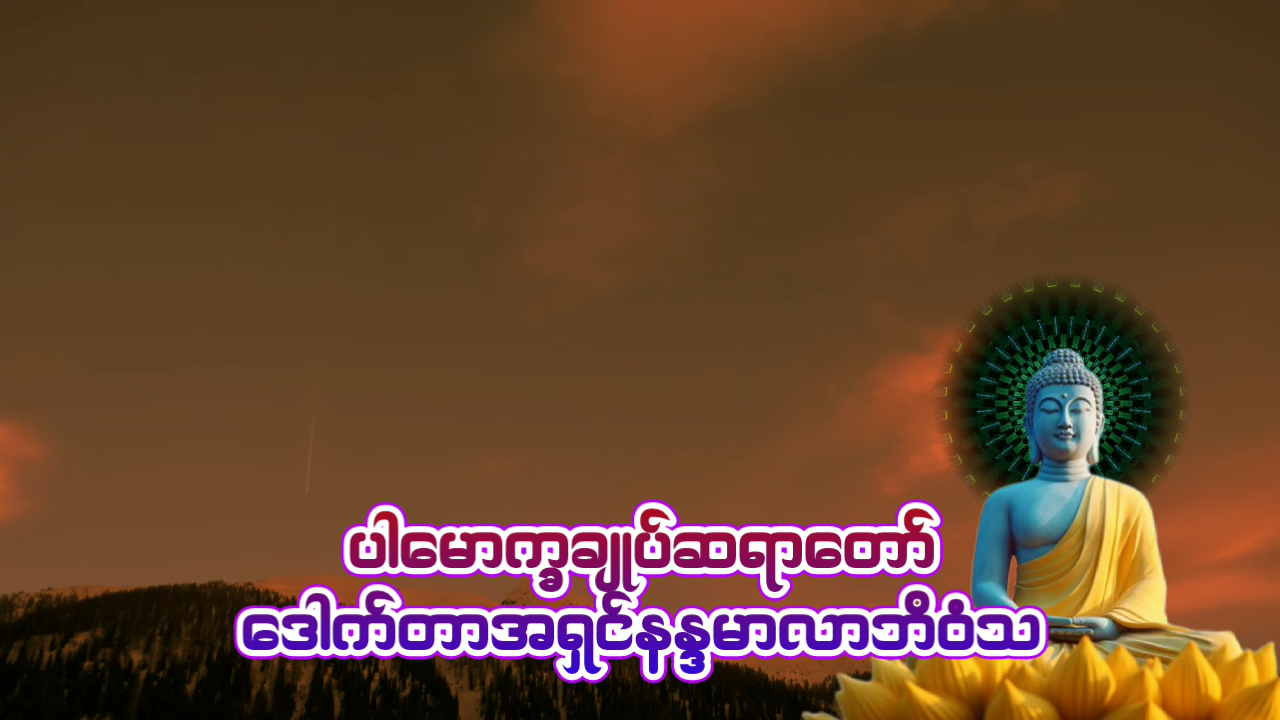 ပါမောက္ခချုပ်ဆရာတော်
ဒေါက်တာအရှင်နန္ဒမာလာဘိဝံသ